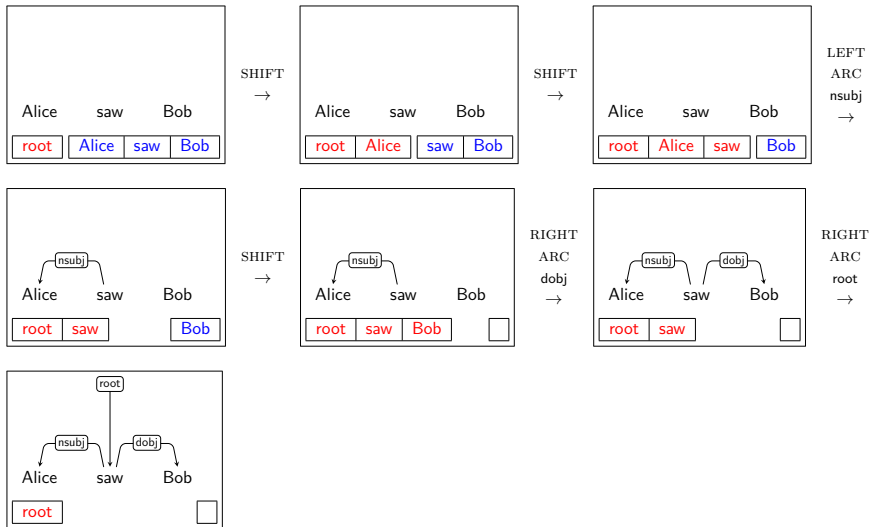 Alice saw Bob
root Alice saw Bob
SHIFT
→
Alice saw Bob
root Alice saw Bob
SHIFT
→
Alice saw Bob
root Alice saw Bob
LEFT
ARC
nsubj
→
nsubj
Alice saw Bob
root saw Bob
SHIFT
→
nsubj
Alice saw Bob
root saw Bob
RIGHT
ARC
dobj
→
nsubj dobj
Alice saw Bob
root saw
RIGHT
ARC
root
→
root
nsubj dobj
Alice saw Bob
root